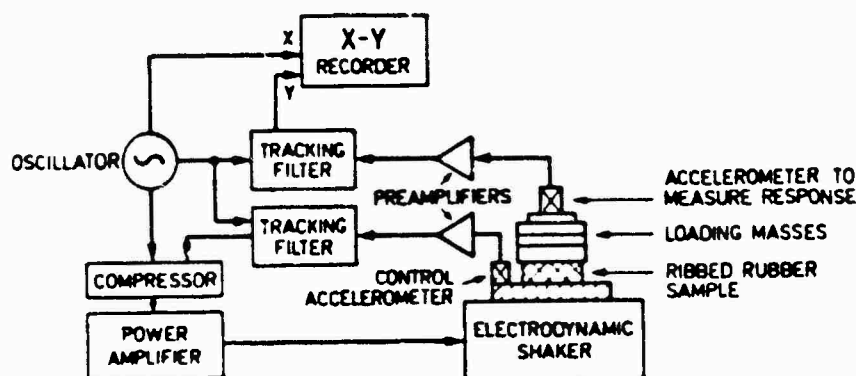 X
X-Y
RECORDER
Y
OSCILLATOR
TRACKING
FILTER
PREAMPLIFIERS
ACCELEROMETER TO
MEASURE RESPONSE
TRACKING
FILTER
LOADING MASSES
COMPRESSOR
CONTROL
ACCELEROMETER
RIBBED RUBBER
SAMPLE
POWER
AMPLIFIER
ELECTRODYNAMIC
SHAKER